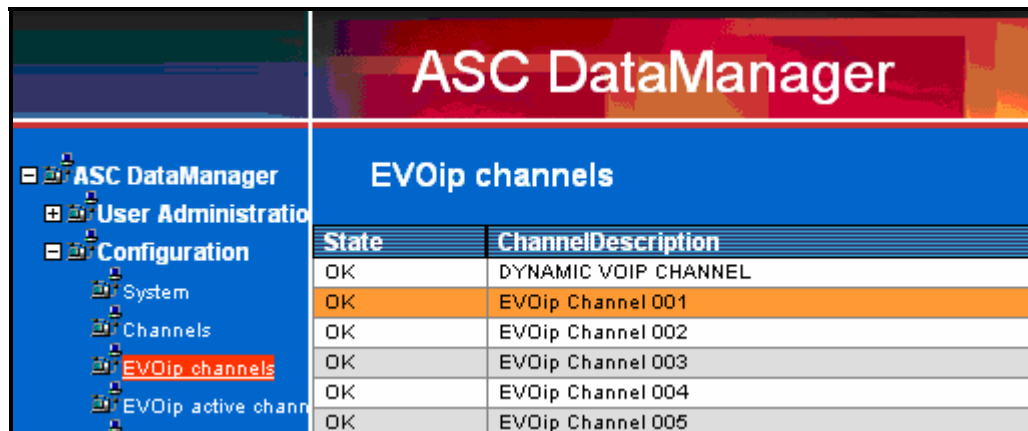 ASC DataManager
ASC DataManager
User Administratio
Configuration
System
Channels
EVOip channels
EVOip active chann
EVOip channels
State ChannelDescription
OK DYNAMIC VOIP CHANNEL
OK EVOip Channel 001
OK EVOip Channel 002
OK EVOip Channel 003
OK EVOip Channel 004
OK EVOip Channel 005